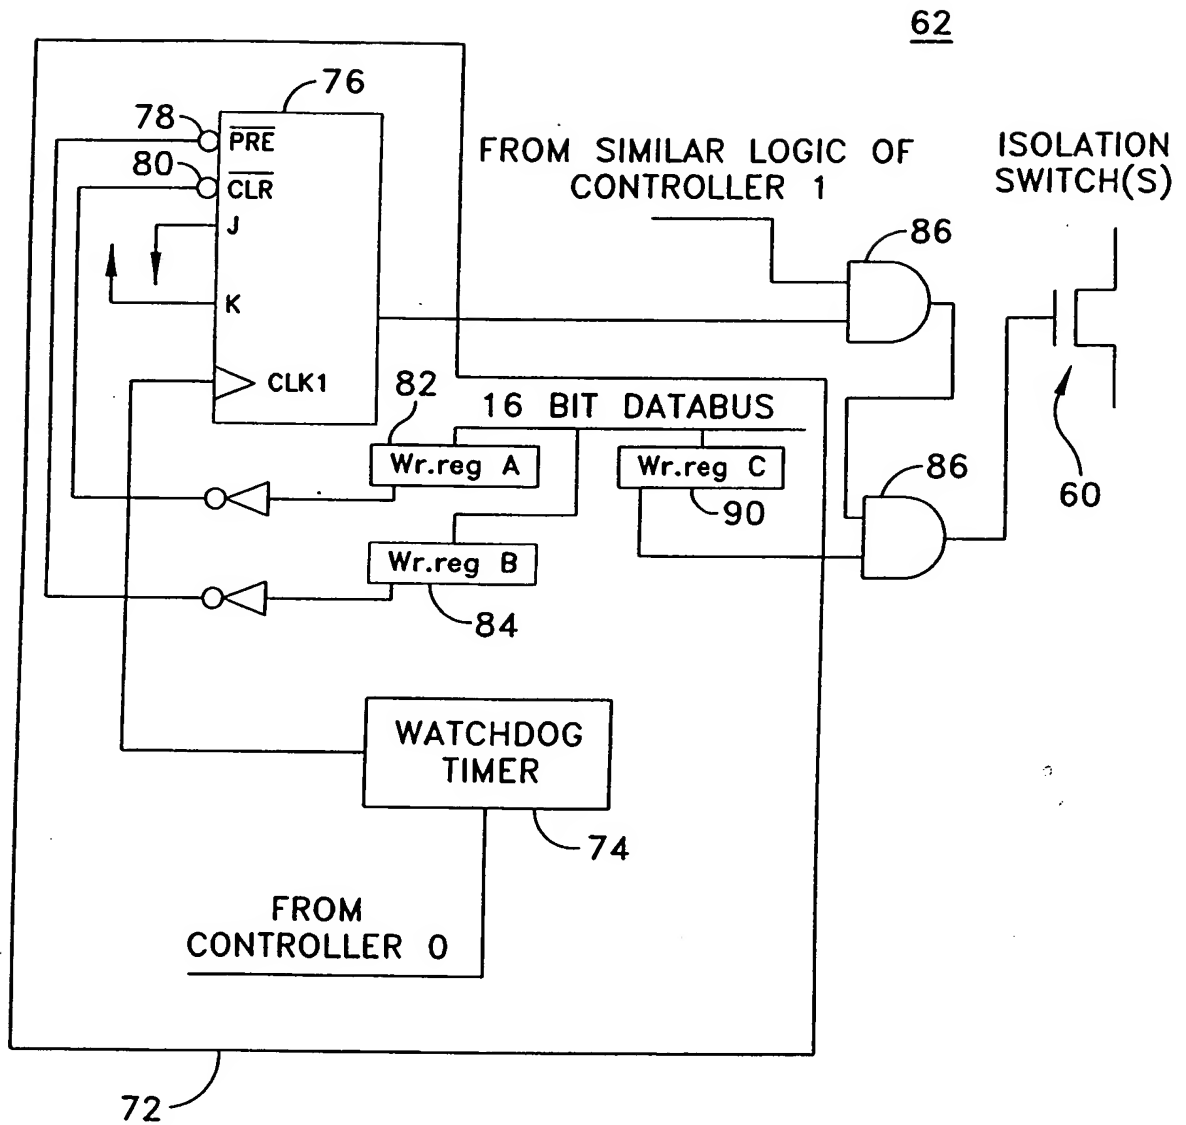 62
76
78
PRE
80
CLR
J
K
CLK1
FROM SIMILAR LOGIC OF
CONTROLLER 1
ISOLATION
SWITCH(S)
86
82
16 BIT DATABUS
Wr.reg A
Wr.reg C
90
86
60
Wr.reg B
84
WATCHDOG
TIMER
74
FROM
CONTROLLER 0
72